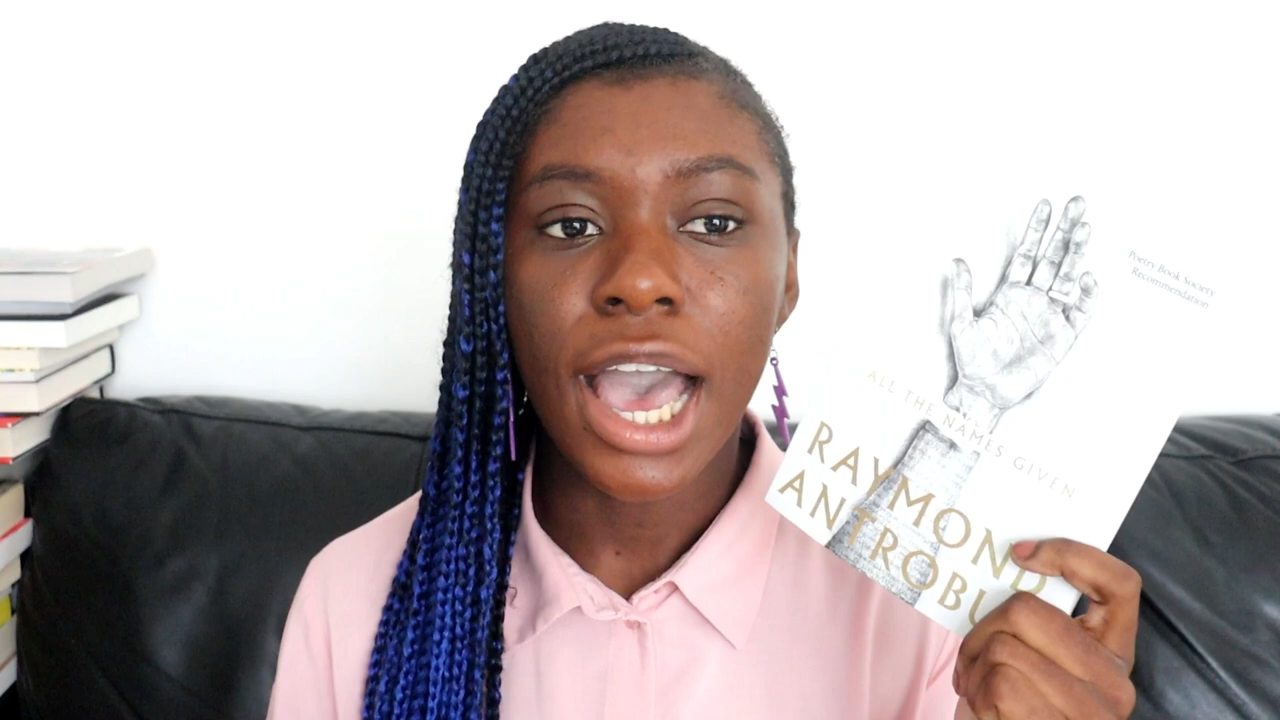 Poetry Book Society
Recommendation
ALL THE NAMES GIVEN
RAYMOND
ANTROBU